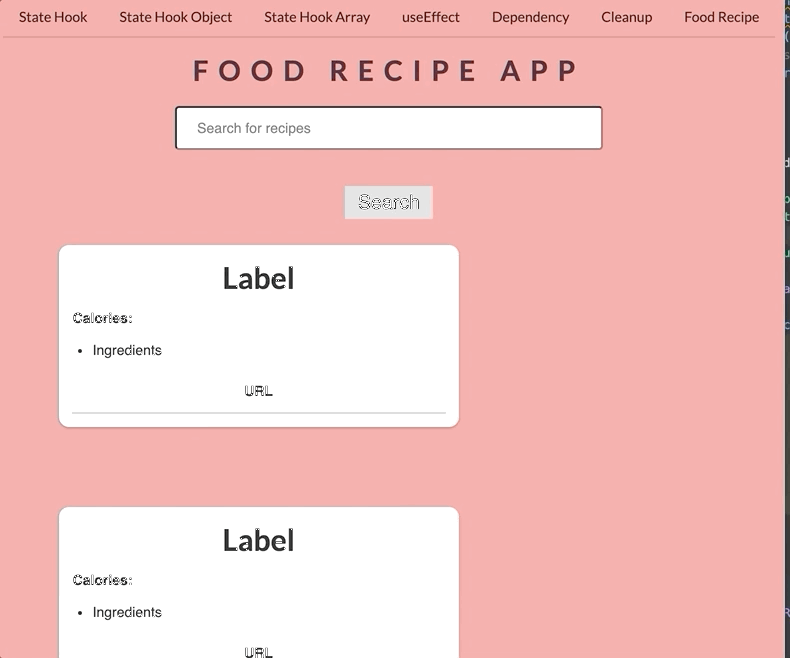 State Hook State Hook Object State Hook Array useEffect Dependency Cleanup Food Recipe
FOOD RECIPE APP
Search for recipes
Search
Label
Calories:
• Ingredients
URL
Label
Calories:
• Ingredients
URL